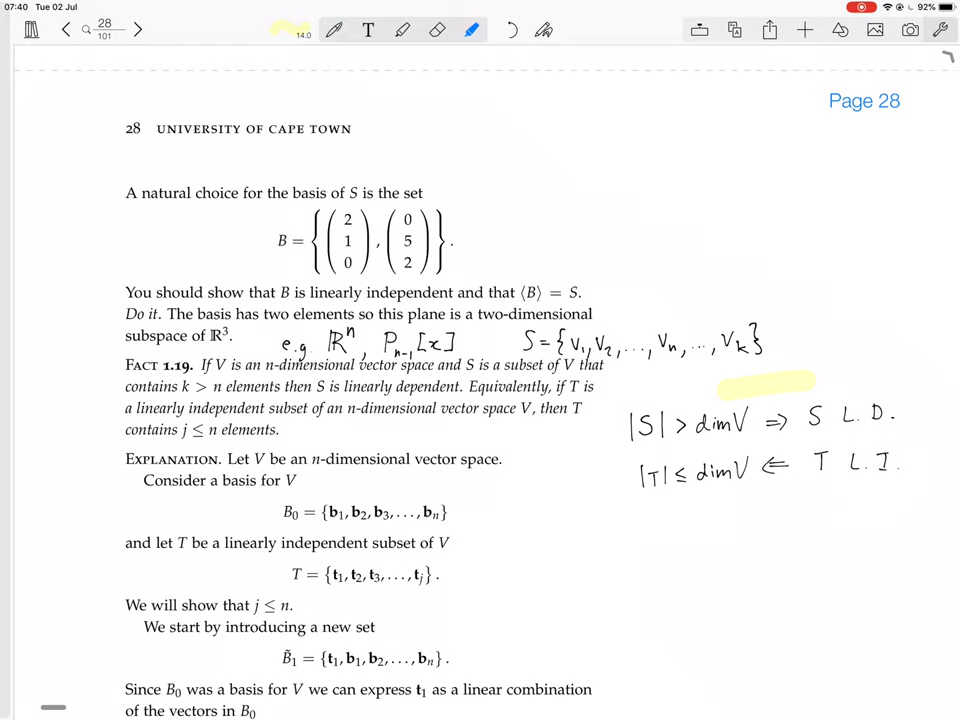 07:40 Tue 02 Jul
92%
28
101
14.0
T
Page 28
28 UNIVERSITY OF CAPE TOWN
A natural choice for the basis of S is the set
B = { ( 2 1 0 ) , ( 0 5 2 ) } .
You should show that B is linearly independent and that ⟨B⟩ = S.
Do it. The basis has two elements so this plane is a two-dimensional
subspace of ℝ³.
e.g. ℝⁿ, Pₙ₋₁[x]
S = {v₁, v₂, ..., vₙ, ..., vₖ}
FACT 1.19. If V is an n-dimensional vector space and S is a subset of V that
contains k > n elements then S is linearly dependent. Equivalently, if T is
a linearly independent subset of an n-dimensional vector space V, then T
contains j ≤ n elements.
|S| > dimV ⇒ S L.D.
|T| ≤ dimV ⇐ T L.I.
EXPLANATION. Let V be an n-dimensional vector space.
Consider a basis for V
B₀ = {b₁, b₂, b₃, . . . , bₙ}
and let T be a linearly independent subset of V
T = {t₁, t₂, t₃, . . . , tⱼ} .
We will show that j ≤ n.
We start by introducing a new set
B̃₁ = {t₁, b₁, b₂, . . . , bₙ} .
Since B₀ was a basis for V we can express t₁ as a linear combination
of the vectors in B₀